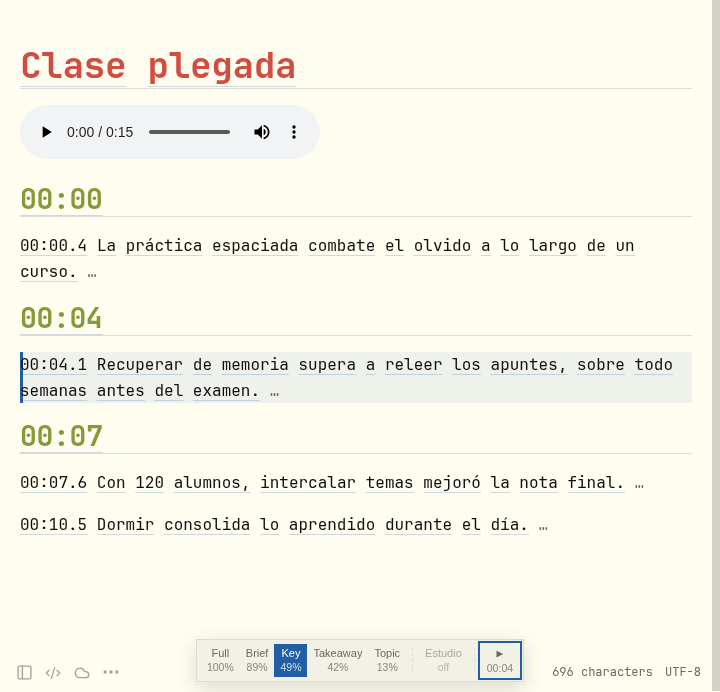 Clase plegada
0:00 / 0:15
00:00
00:00.4 La práctica espaciada combate el olvido a lo largo de un
curso. …
00:04
00:04.1 Recuperar de memoria supera a releer los apuntes, sobre todo
semanas antes del examen. …
00:07
00:07.6 Con 120 alumnos, intercalar temas mejoró la nota final. …
00:10.5 Dormir consolida lo aprendido durante el día. …
Full Brief Key Takeaway Topic Estudio ▶
100% 89% 49% 42% 13% off 00:04
696 characters UTF-8